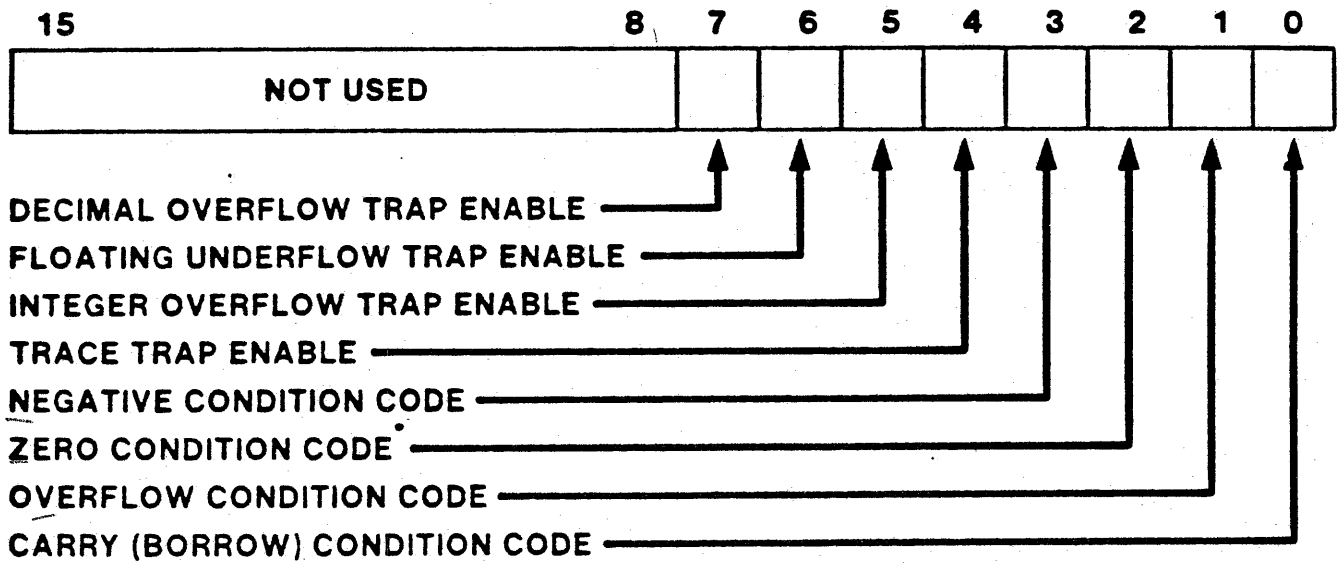 15 8 7 6 5 4 3 2 1 0
NOT USED
DECIMAL OVERFLOW TRAP ENABLE
FLOATING UNDERFLOW TRAP ENABLE
INTEGER OVERFLOW TRAP ENABLE
TRACE TRAP ENABLE
NEGATIVE CONDITION CODE
ZERO CONDITION CODE
OVERFLOW CONDITION CODE
CARRY (BORROW) CONDITION CODE